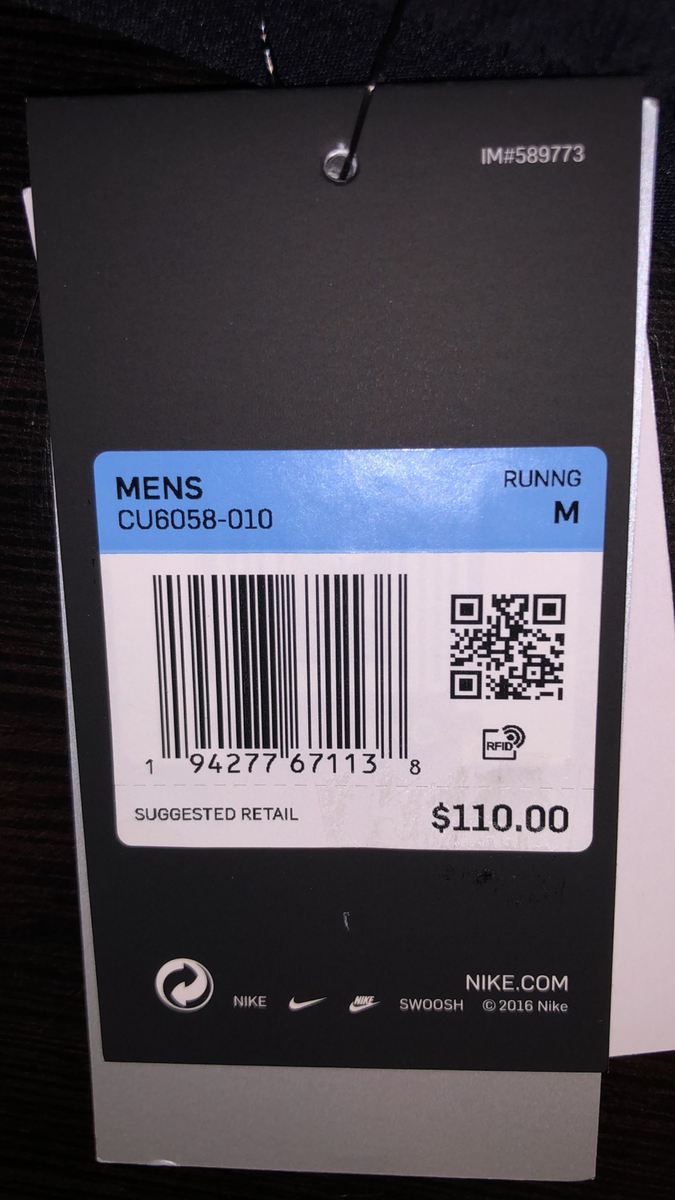 IM#589773
MENS RUNNG
CU6058-010 M
1 94277 67113 8
RFID
SUGGESTED RETAIL $110.00
NIKE.COM
NIKE NIKE SWOOSH © 2016 Nike